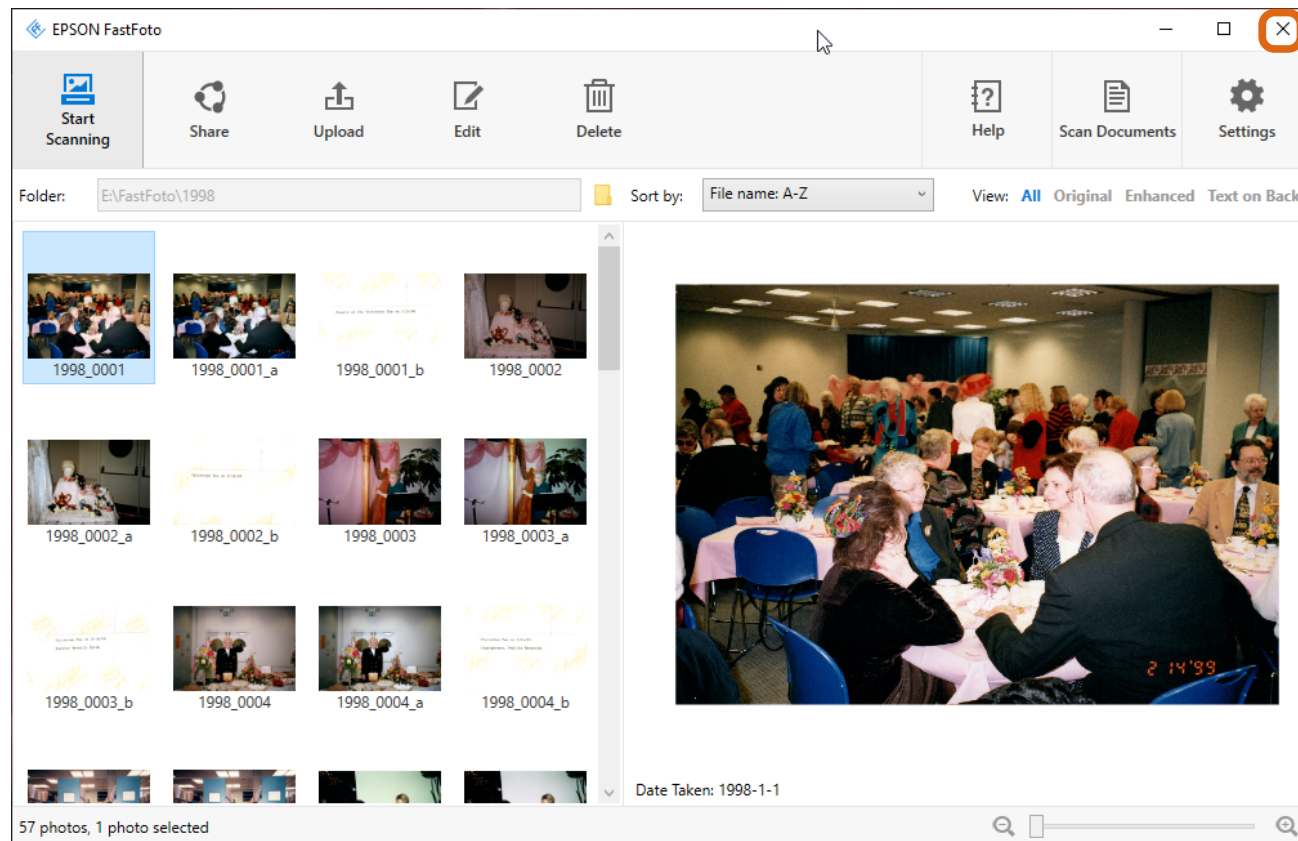 EPSON FastFoto
Start Scanning
Share
Upload
Edit
Delete
Help
Scan Documents
Settings
Folder: E:\FastFoto\1998 Sort by: File name: A-Z View: All Original Enhanced Text on Back
1998_0001 1998_0001_a 1998_0001_b 1998_0002
1998_0002_a 1998_0002_b 1998_0003 1998_0003_a
1998_0003_b 1998_0004 1998_0004_a 1998_0004_b
2 14'99
Date Taken: 1998-1-1
57 photos, 1 photo selected